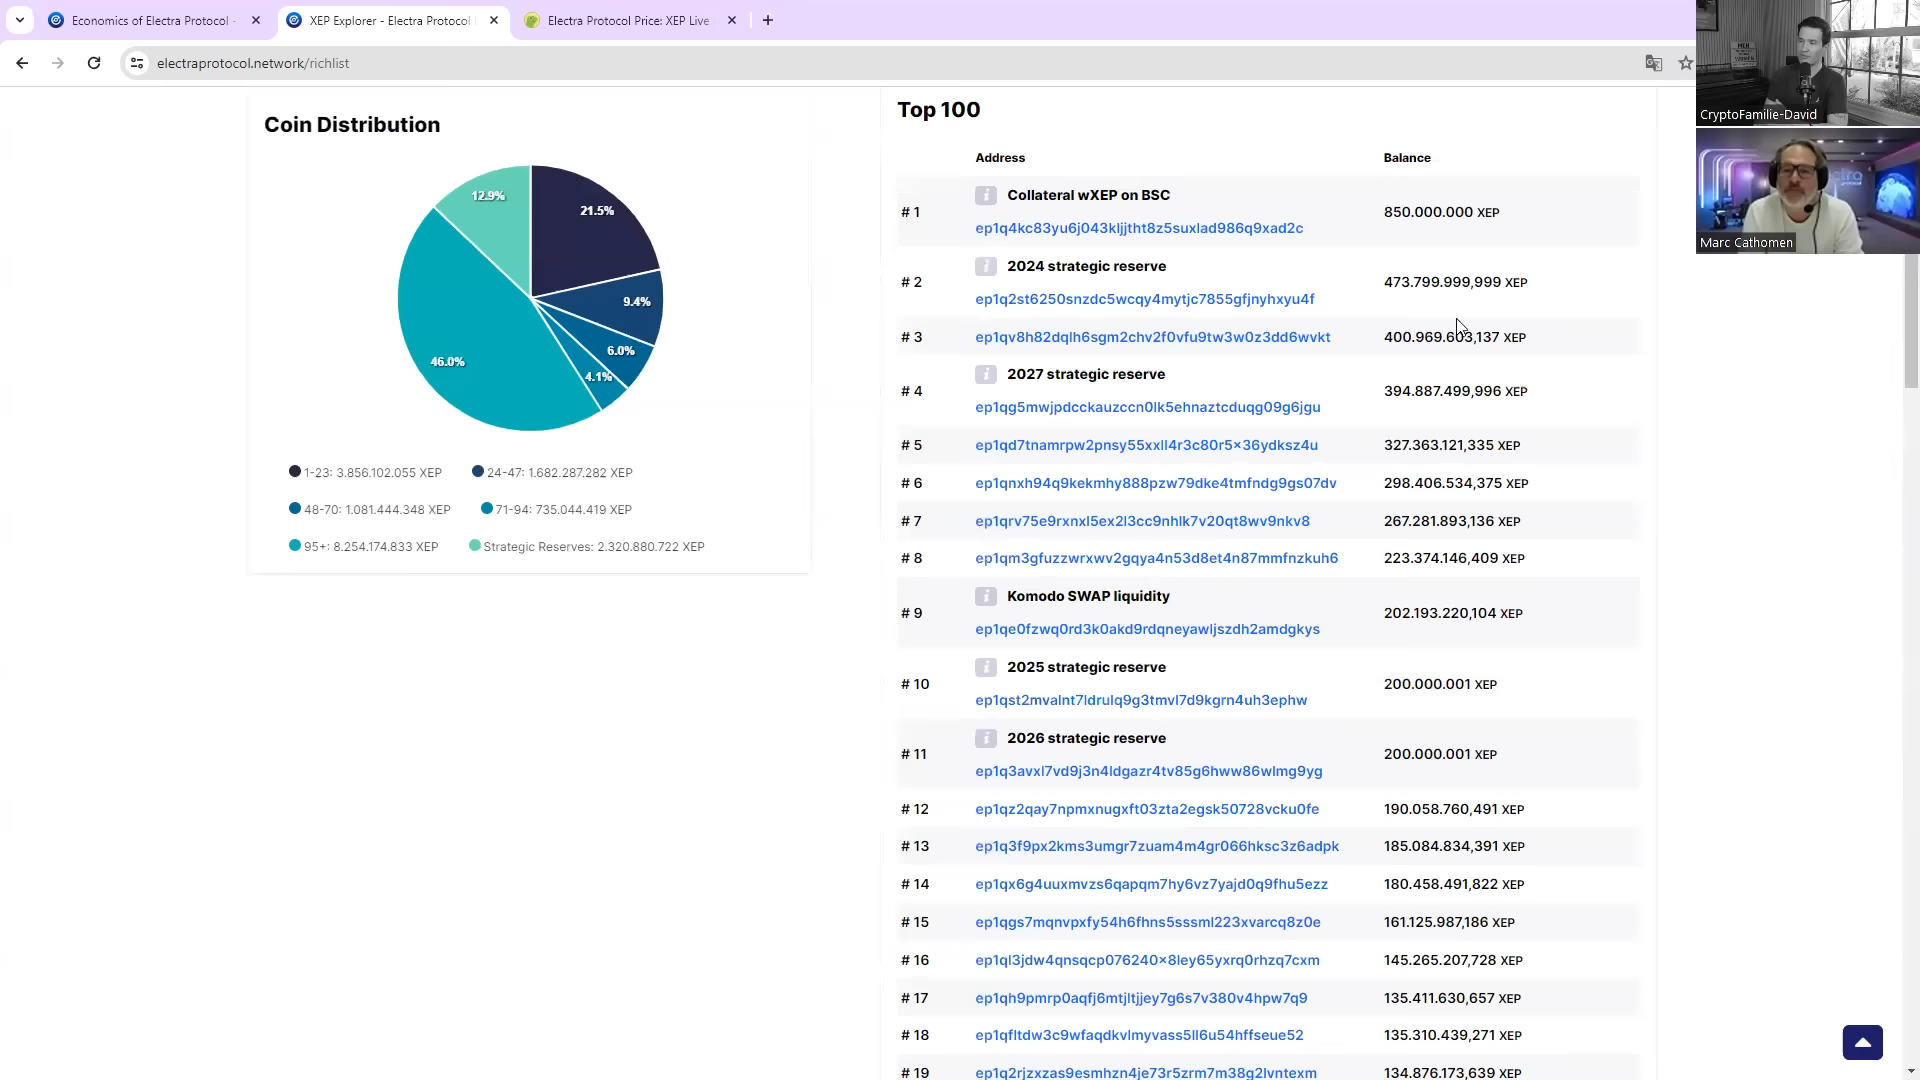 Economics of Electra Protocol -
XEP Explorer - Electra Protocol
Electra Protocol Price: XEP Live
electraprotocol.network/richlist
CryptoFamilie-David
Marc Cathomen
Coin Distribution
12.9%
21.5%
9.4%
6.0%
4.1%
46.0%
1-23: 3.856.102.055 XEP
24-47: 1.682.287.282 XEP
48-70: 1.081.444.348 XEP
71-94: 735.044.419 XEP
95+: 8.254.174.833 XEP
Strategic Reserves: 2.320.880.722 XEP
Top 100
Address Balance
# 1 Collateral wXEP on BSC 850.000.000 XEP
ep1q4kc83yu6j043kljjtht8z5suxlad986q9xad2c
# 2 2024 strategic reserve 473.799.999,999 XEP
ep1q2st6250snzdc5wcqy4mytjc7855gfjnyhxyu4f
# 3 ep1qv8h82dqlh6sgm2chv2f0vfu9tw3w0z3dd6wvkt 400.969.603,137 XEP
# 4 2027 strategic reserve 394.887.499,996 XEP
ep1qg5mwjpdcckauzccn0lk5ehnaztcduqg09g6jgu
# 5 ep1qd7tnamrpw2pnsy55xxll4r3c80r5x36ydksz4u 327.363.121,335 XEP
# 6 ep1qnxh94q9kekmhy888pzw79dke4tmfndg9gs07dv 298.406.534,375 XEP
# 7 ep1qrv75e9rxnxl5ex2l3cc9nhlk7v20qt8wv9nkv8 267.281.893,136 XEP
# 8 ep1qm3gfuzzwrxwv2gqya4n53d8et4n87mmfnzkuh6 223.374.146,409 XEP
# 9 Komodo SWAP liquidity 202.193.220,104 XEP
ep1qe0fzwq0rd3k0akd9rdqneyawljszdh2amdgkys
# 10 2025 strategic reserve 200.000.001 XEP
ep1qst2mvalnt7ldrulq9g3tmvl7d9kgrn4uh3ephw
# 11 2026 strategic reserve 200.000.001 XEP
ep1q3avxl7vd9j3n4ldgazr4tv85g6hww86wlmg9yg
# 12 ep1qz2qay7npmxnugxft03zta2egsk50728vcku0fe 190.058.760,491 XEP
# 13 ep1q3f9px2kms3umgr7zuam4m4gr066hksc3z6adpk 185.084.834,391 XEP
# 14 ep1qx6g4uuxmvzs6qapqm7hy6vz7yajd0q9fhu5ezz 180.458.491,822 XEP
# 15 ep1qgs7mqnvpxfy54h6fhns5sssml223xvarcq8z0e 161.125.987,186 XEP
# 16 ep1ql3jdw4qnsqcp076240x8ley65yxrq0rhzq7cxm 145.265.207,728 XEP
# 17 ep1qh9pmrp0aqfj6mtjltjjey7g6s7v380v4hpw7q9 135.411.630,657 XEP
# 18 ep1qfltdw3c9wfaqdkvlmyvass5ll6u54hffseue52 135.310.439,271 XEP
# 19 ep1q2rjzxzas9esmhzn4je73r5zrm7m38g2lvntexm 134.876.173,639 XEP